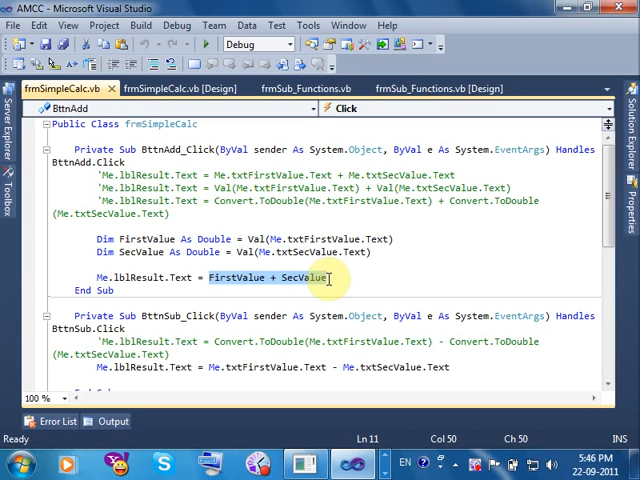 AMCC - Microsoft Visual Studio
File Edit View Project Build Debug Team Data Test Tools Window Help
Debug
frmSimpleCalc.vb frmSimpleCalc.vb [Design] frmSub_Functions.vb frmSub_Functions.vb [Design]
BttnAdd Click
Server Explorer
Toolbox
Solution Explorer
Properties
Public Class frmSimpleCalc
Private Sub BttnAdd_Click(ByVal sender As System.Object, ByVal e As System.EventArgs) Handles
BttnAdd.Click
'Me.lblResult.Text = Me.txtFirstValue.Text + Me.txtSecValue.Text
'Me.lblResult.Text = Val(Me.txtFirstValue.Text) + Val(Me.txtSecValue.Text)
'Me.lblResult.Text = Convert.ToDouble(Me.txtFirstValue.Text) + Convert.ToDouble
(Me.txtSecValue.Text)
Dim FirstValue As Double = Val(Me.txtFirstValue.Text)
Dim SecValue As Double = Val(Me.txtSecValue.Text)
Me.lblResult.Text = FirstValue + SecValue
End Sub
Private Sub BttnSub_Click(ByVal sender As System.Object, ByVal e As System.EventArgs) Handles
BttnSub.Click
'Me.lblResult.Text = Convert.ToDouble(Me.txtFirstValue.Text) - Convert.ToDouble
(Me.txtSecValue.Text)
Me.lblResult.Text = Me.txtFirstValue.Text - Me.txtSecValue.Text
100 %
Error List Output
Ready Ln 11 Col 50 Ch 50 INS
EN 5:46 PM
22-09-2011